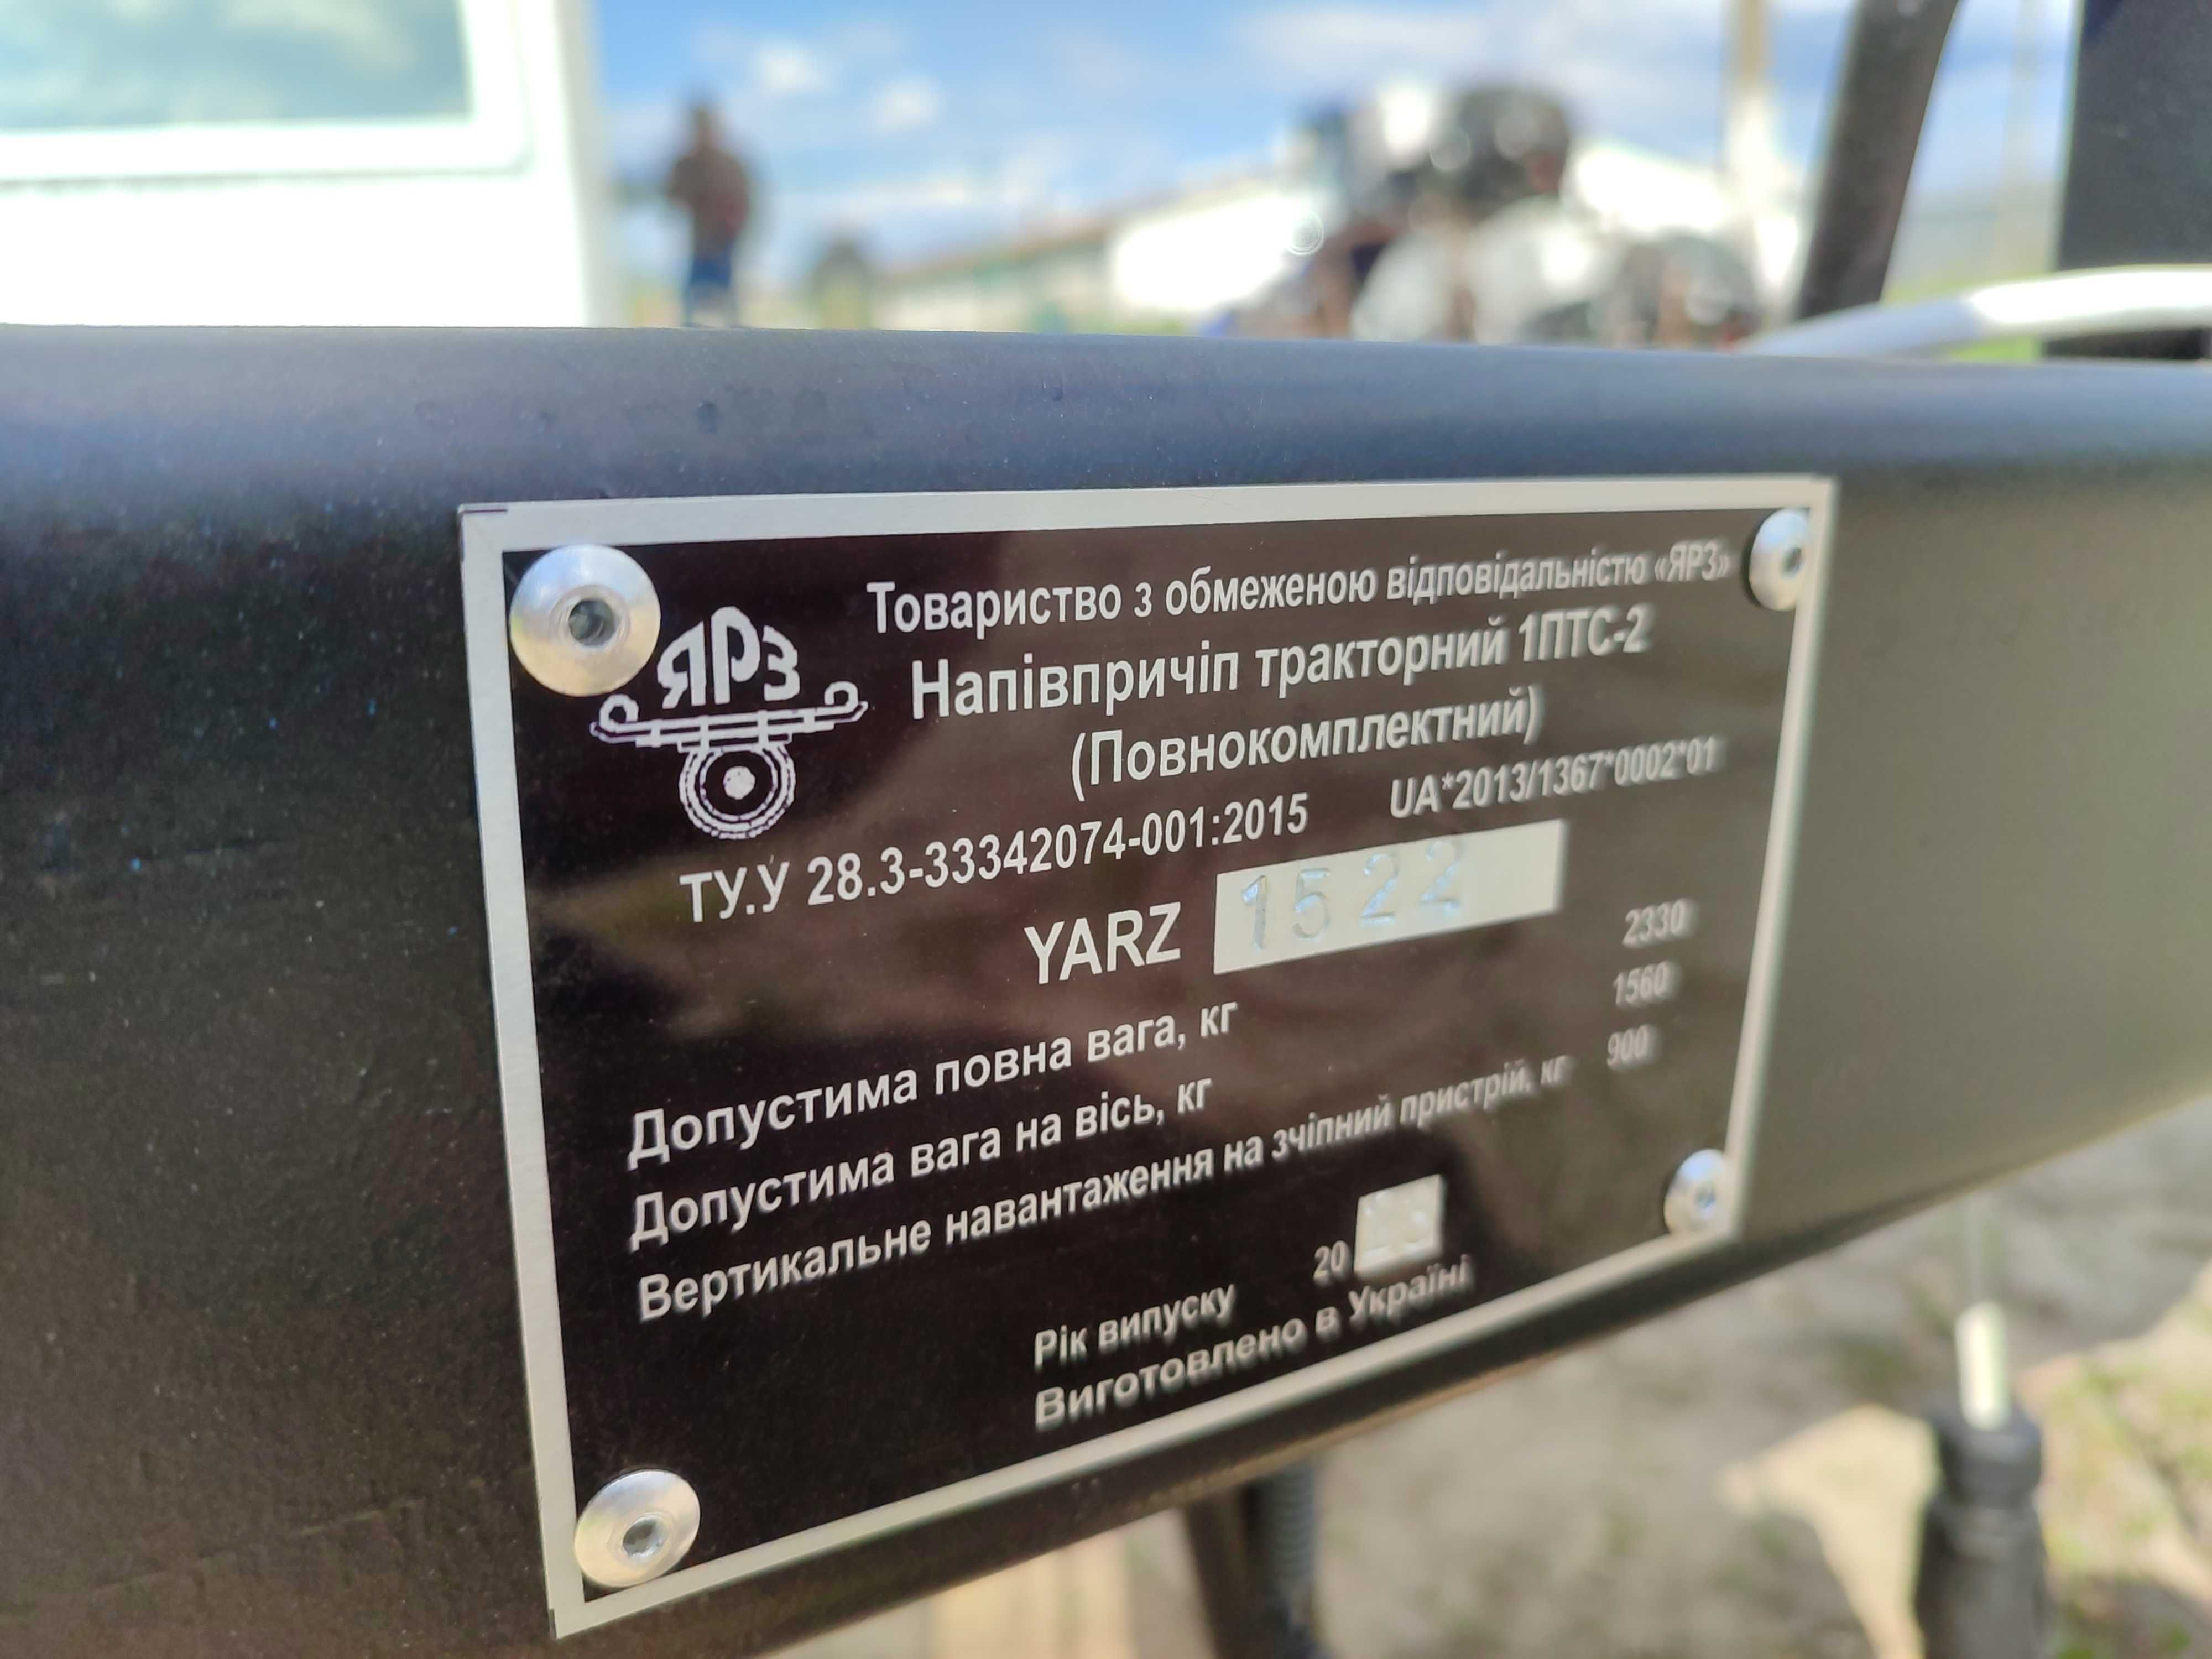 ЯРЗ
Товариство з обмеженою відповідальністю «ЯРЗ»
Напівпричіп тракторний 1ПТС-2
(Повнокомплектний)
ТУ.У 28.3-33342074-001:2015 UA*2013/1367*0002*01
YARZ 1522
Допустима повна вага, кг 2330
Допустима вага на вісь, кг 1560
Вертикальне навантаження на зчіпний пристрій, кг 900
Рік випуску 20
Виготовлено в Україні